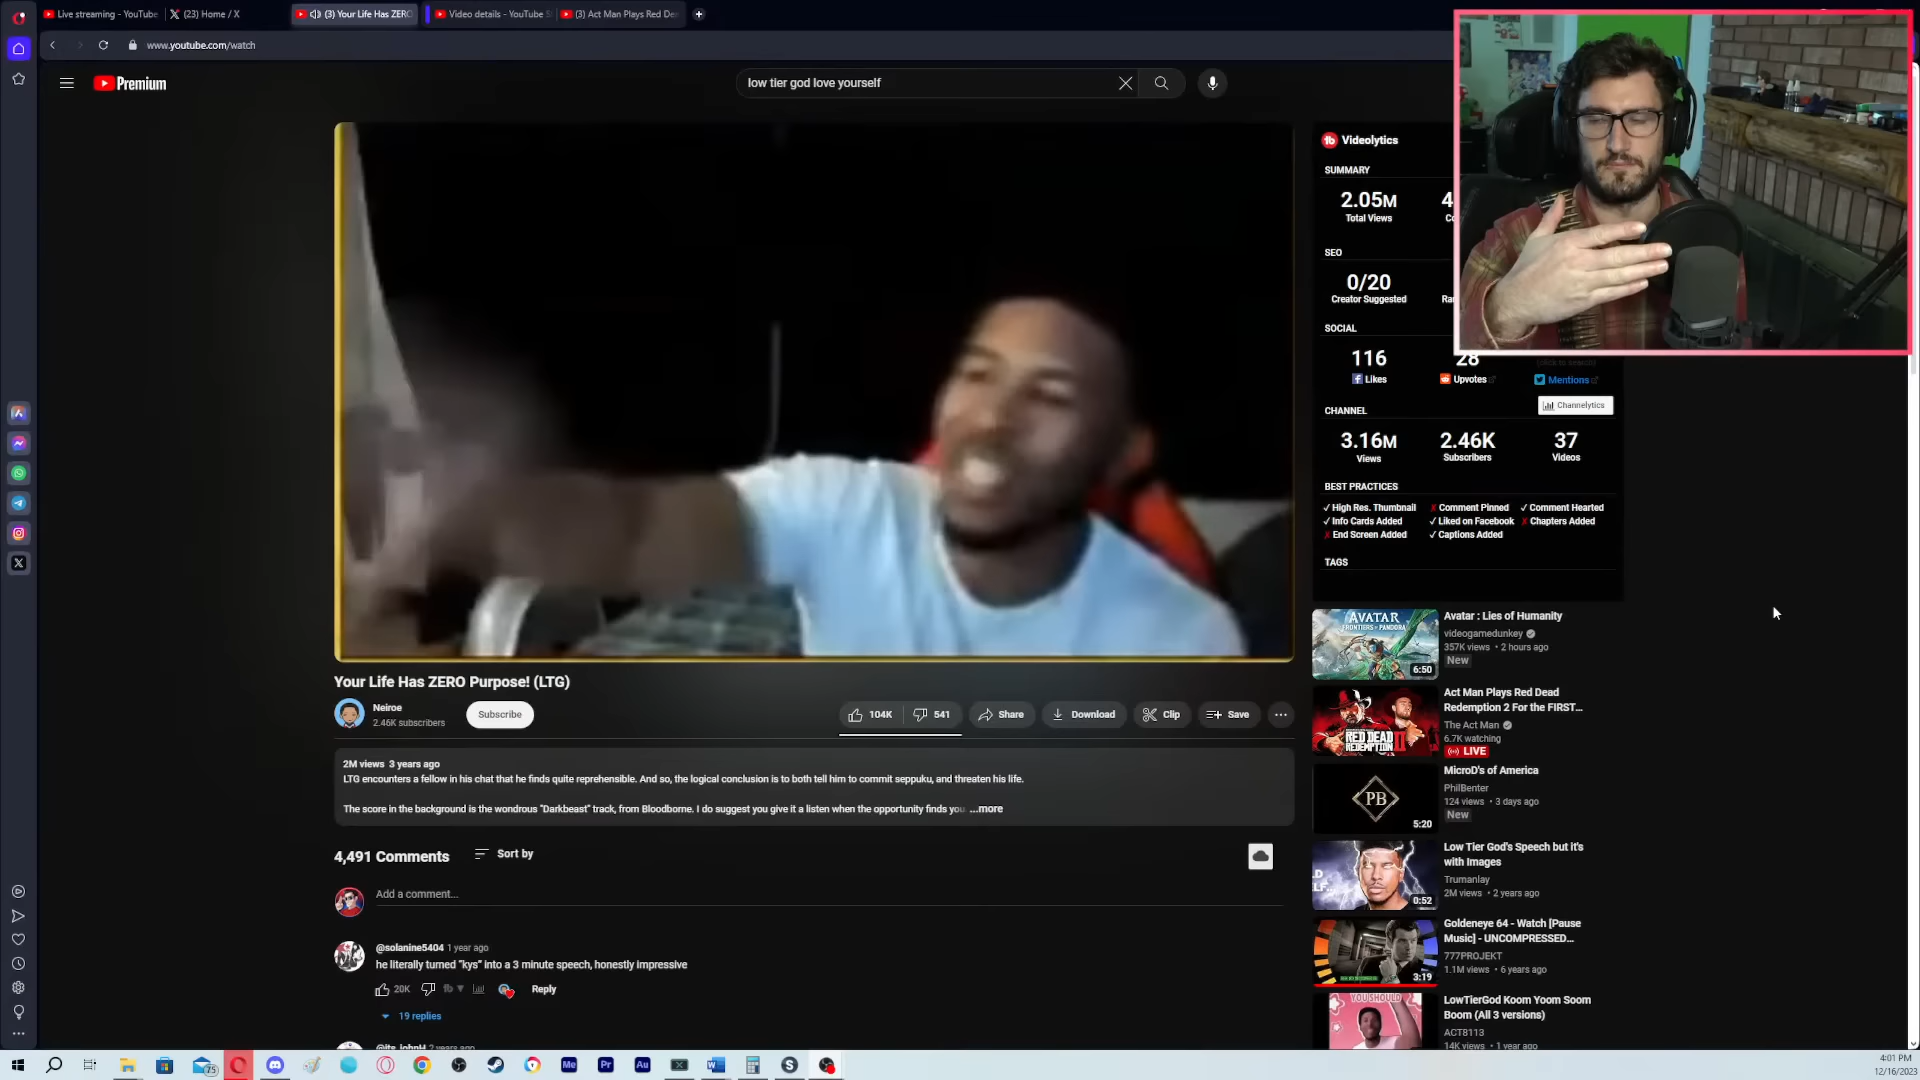 Live streaming - YouTube
(23) Home / X
(3) Your Life Has ZERO
Video details - YouTube
(3) Act Man Plays Red De
www.youtube.com/watch
Premium
low tier god love yourself
Videolytics
SUMMARY
2.05M
Total Views
SEO
0/20
Creator Suggested
SOCIAL
116
28
Likes
Upvotes
Mentions
CHANNEL
Channelytics
3.16M
2.46K
37
Views
Subscribers
Videos
BEST PRACTICES
✓ High Res. Thumbnail
✗ Comment Pinned
✓ Comment Hearted
✓ Info Cards Added
✓ Liked on Facebook
✗ Chapters Added
✗ End Screen Added
✓ Captions Added
TAGS
Your Life Has ZERO Purpose! (LTG)
Neiroe
2.46K subscribers
Subscribe
104K
541
Share
Download
Clip
Save
2M views 3 years ago
LTG encounters a fellow in his chat that he finds quite reprehensible. And so, the logical conclusion is to both tell him to commit seppuku, and threaten his life.
The score in the background is the wondrous "Darkbeast" track, from Bloodborne. I do suggest you give it a listen when the opportunity finds you ...more
4,491 Comments
Sort by
Add a comment...
@solanine5404 1 year ago
he literally turned "kys" into a 3 minute speech, honestly impressive
20K
Reply
19 replies
@its_johnH 2 years ago
Avatar : Lies of Humanity
videogamedunkey
357K views • 2 hours ago
New
AVATAR
FRONTIERS PANDORA
6:50
Act Man Plays Red Dead
Redemption 2 For the FIRST...
The Act Man
6.7K watching
LIVE
RED DEAD
REDEMPTION
MicroD's of America
PhilBenter
124 views • 3 days ago
New
PB
5:20
Low Tier God's Speech but it's
with Images
Trumanlay
2M views • 2 years ago
0:52
Goldeneye 64 - Watch [Pause
Music] - UNCOMPRESSED...
777PROJEKT
1.1M views • 6 years ago
3:19
LowTierGod Koom Yoom Soom
Boom (All 3 versions)
ACT8113
14K views • 1 year ago
YOU SHOULD
75
Me
Pr
Au
4:01 PM
12/16/2023